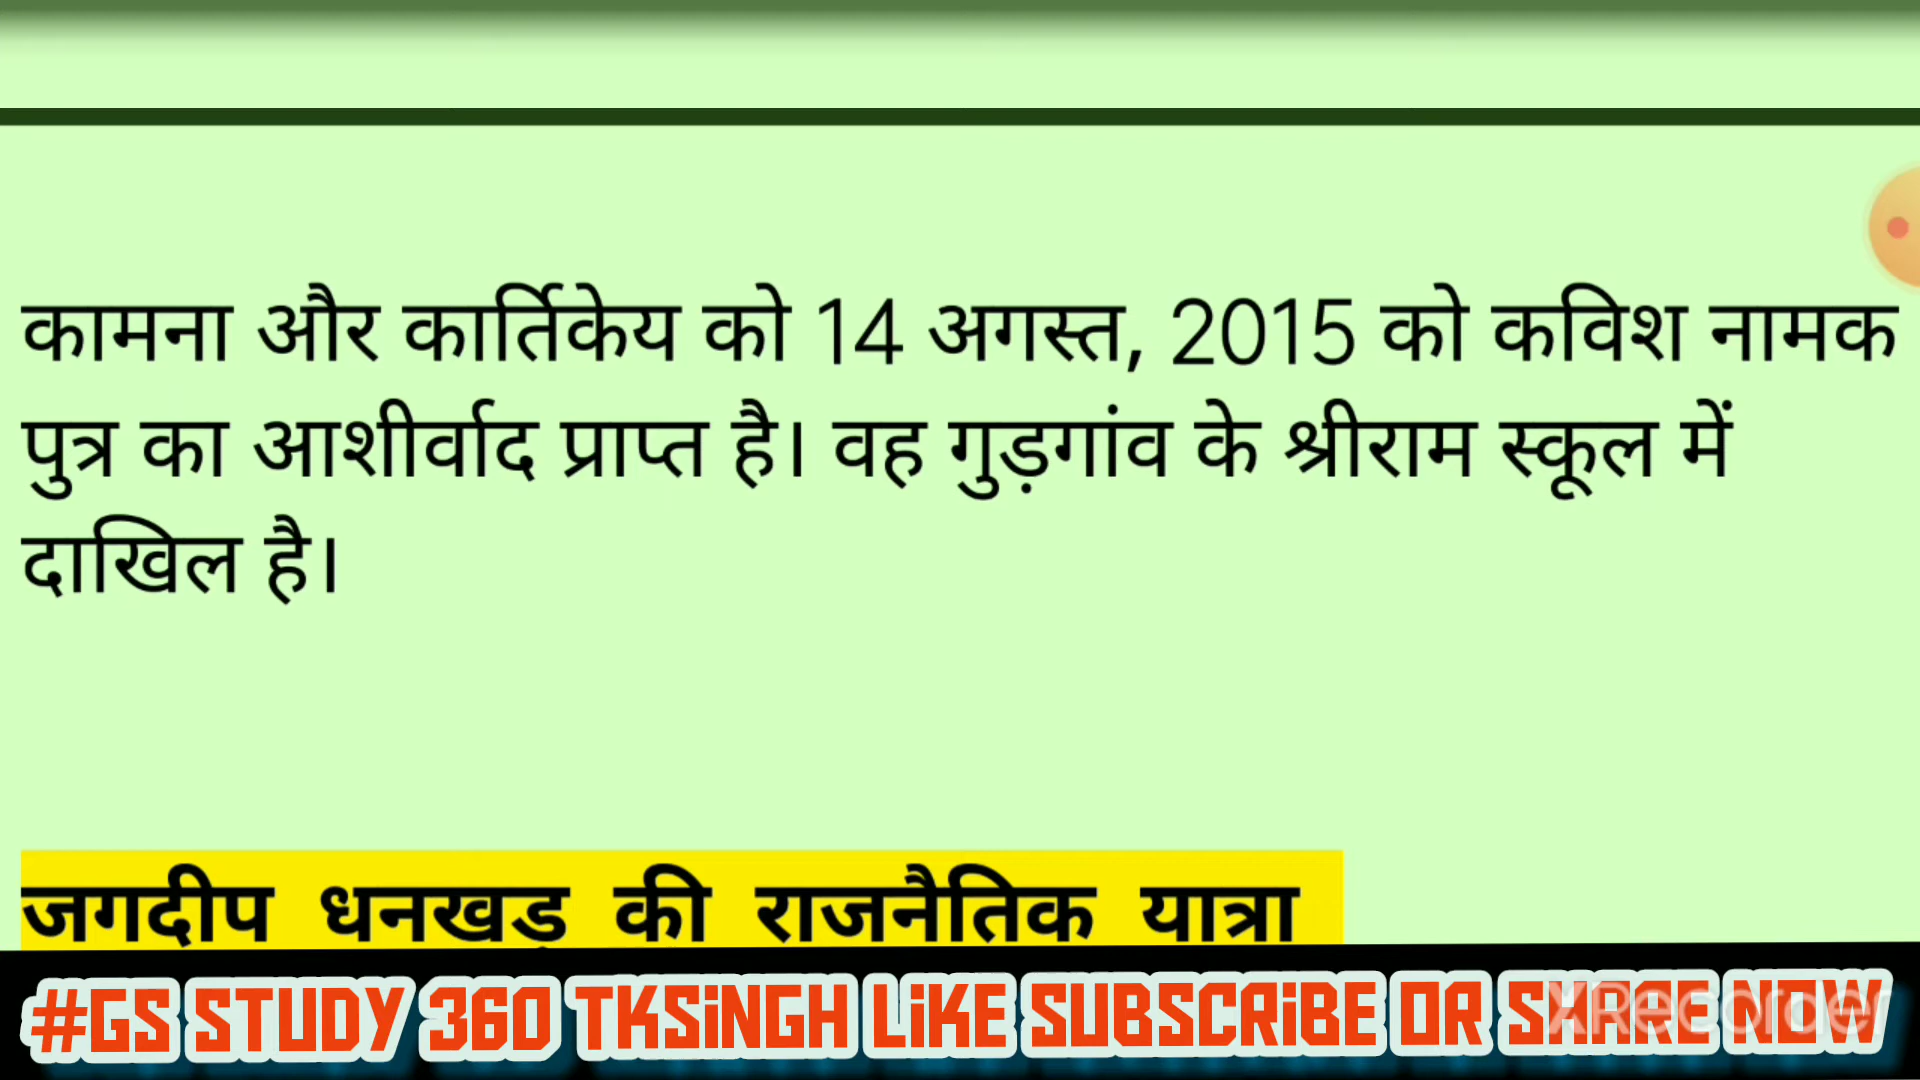 कामना और कार्तिकेय को 14 अगस्त, 2015 को कविश नामक
पुत्र का आशीर्वाद प्राप्त है। वह गुड़गांव के श्रीराम स्कूल में
दाखिल है।
जगदीप धनखड़ की राजनैतिक यात्रा
#GS STUDY 360 TKSiNGH LiKE SUBSCRiBE OR SHARE NOW
XRecorder